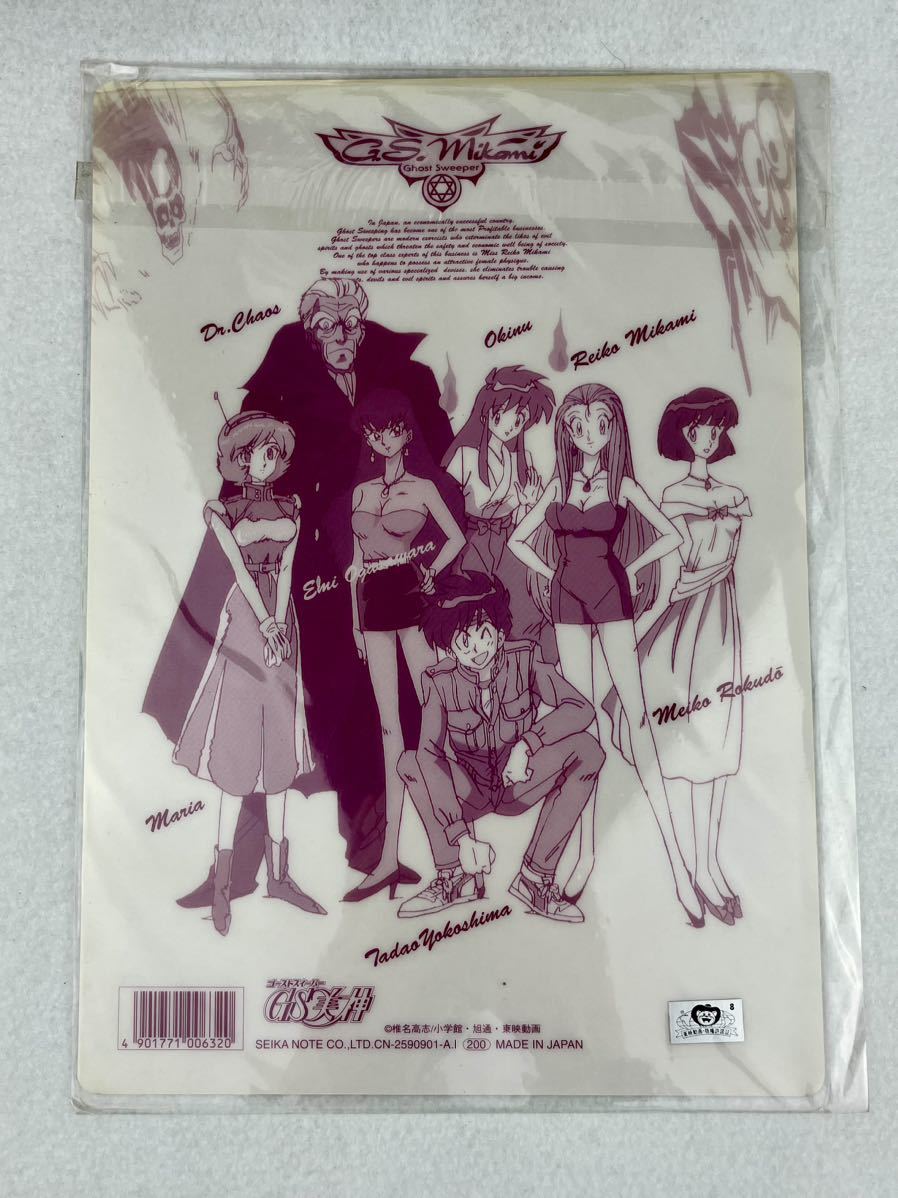 G.S. Mikami
Ghost Sweeper
In Japan, an economically successful country.
Ghost Sweeping has become one of the most Profitable businesses.
Ghost Sweepers are modern exorcists who exterminate the likes of evil
spirits and ghosts which threaten the safety and economic well being of society.
One of the top class experts of this business is Miss Reiko Mikami
who happens to possess an attractive female physique.
By making use of various specialized devises, she eliminates trouble causing
devils and evil spirits and assures herself a big income.
Dr.Chaos
Okinu
Reiko Mikami
Elmi Ogasawara
Meiko Rokudō
Maria
Tadao Yokoshima
ゴーストスイーパー
GS美神
4 901771 006320
©椎名高志/小学館・旭通・東映動画
SEIKA NOTE CO.,LTD.CN-2590901-A.I 200 MADE IN JAPAN
8